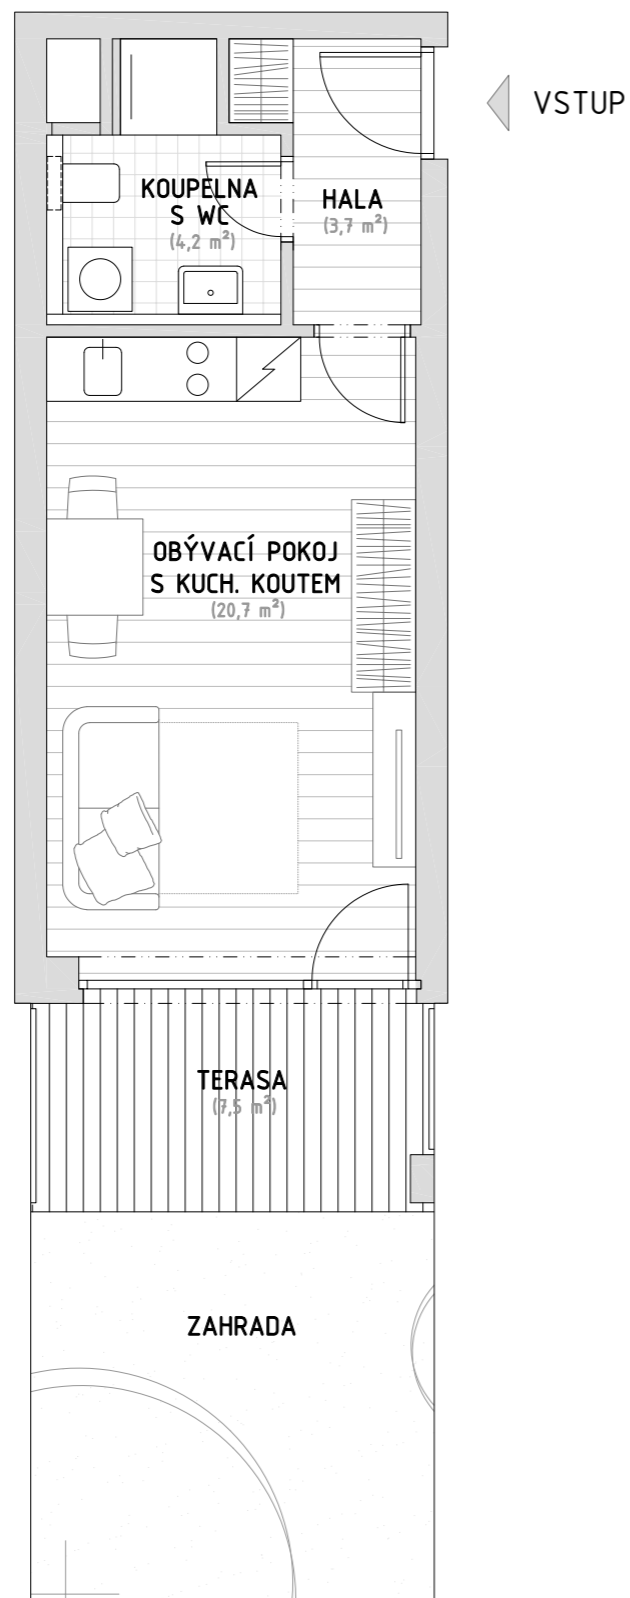 VSTUP
KOUPELNA
S WC
(4,2 m²)
HALA
(3,7 m²)
OBÝVACÍ POKOJ
S KUCH. KOUTEM
(20,7 m²)
TERASA
(7,5 m²)
ZAHRADA